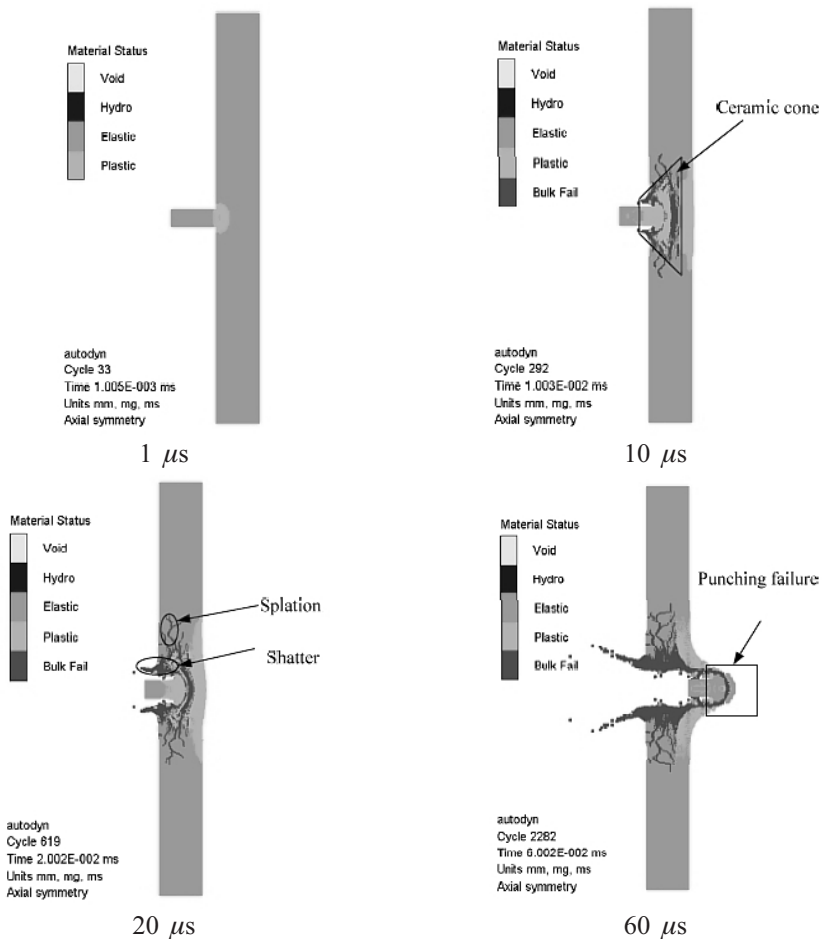 Material Status
Void
Hydro
Elastic
Plastic
autodyn
Cycle 33
Time 1.005E-003 ms
Units mm, mg, ms
Axial symmetry
1 μs
Material Status
Void
Hydro
Elastic
Plastic
Bulk Fail
Ceramic cone
autodyn
Cycle 292
Time 1.003E-002 ms
Units mm, mg, ms
Axial symmetry
10 μs
Material Status
Void
Hydro
Elastic
Plastic
Bulk Fail
Splation
Shatter
autodyn
Cycle 619
Time 2.002E-002 ms
Units mm, mg, ms
Axial symmetry
20 μs
Material Status
Void
Hydro
Elastic
Plastic
Bulk Fail
Punching failure
autodyn
Cycle 2282
Time 6.002E-002 ms
Units mm, mg, ms
Axial symmetry
60 μs